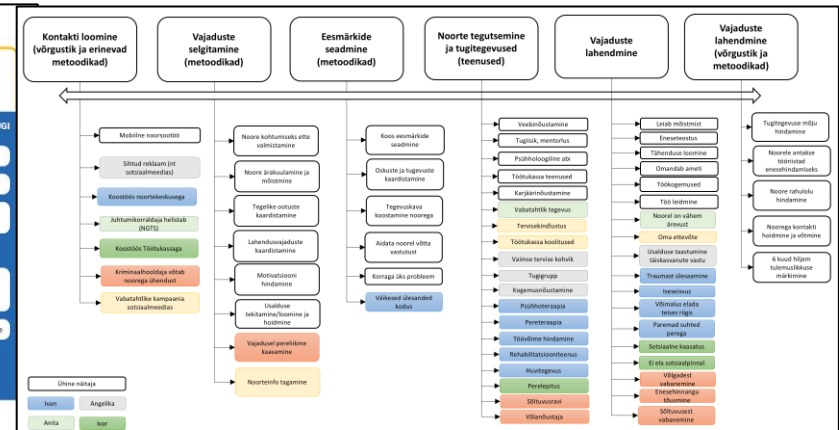 Kontakti loomine
(võrgustik ja erinevad
metoodikad)
Vajaduste
selgitamine
(metoodikad)
Eesmärkide
seadmine
(metoodikad)
Noorte tegutsemine
ja tugitegevused
(teenused)
Vajaduste
lahendmine
Vajaduste
lahendmine
(võrgustik ja
metoodikad)
UGI
Mobiilne noorsootöö
Sihtud reklaam (nt
sotsiaalmeedias)
Koostöös noortekeskusega
Juhtumikorraldaja helistab
(NGTS)
Koostöös Töötukassaga
Kriminaalhooldaja võtab
noorega ühendust
Vabatahtlike kampaania
sotsiaalmeedias
Noore kohtumiseks ette
valmistamine
Noore ärakuulamine ja
mõistmine
Tegelike ootuste
kaardistamine
Lahendusvajaduste
kaardistamine
Motivatsiooni
hindamine
Usalduse
tekitamine/loomine ja
hoidmine
Vajadusel pereliikme
kaasamine
Noorteinfo tagamine
Koos eesmärkide
seadmine
Oskuste ja tugevuste
kaardistamine
Tegevuskava
koostamine noorega
Aidata noorel võtta
vastutust
Korraga üks probleem
Väikesed ülesanded
kodus
Veebinõustamine
Tugiisik, mentorlus
Psühholoogiline abi
Töötukassa teenused
Karjäärinõustamine
Vabatahtlik tegevus
Tervisekindlustus
Töötukassa koolitused
Vaimse tervise kohvik
Tugigrupp
Kogemusnõustamine
Psühhoteraapia
Pereteraapia
Töövõime hindamine
Rehabilitatsiooniteenus
Huvitegevus
Perelepitus
Sõltuvusravi
Võlanõustaja
Leiab mõistmist
Eneseteostus
Tähenduse loomine
Omandab ameti
Töökogemused
Töö leidmine
Noorel on vähem
ärevust
Oma ettevõte
Usalduse taastumine
täiskasvanute vastu
Traumast ülesaamine
Iseseisvus
Võimalus elada
teises riigis
Paremad suhted
perega
Sotsiaalne kaasatus
Ei ela sotsiaalpinnal
Võlgadest
vabanemine
Enesehinnangu
tõusmine
Sõltuvusest
vabanemine
Tugitegevuse mõju
hindamine
Noorele antakse
tööriistad
enesehindamiseks
Noore rahulolu
hindamine
Noorega kontakti
hoidmine ja võtmine
6 kuud hiljem
tulemuslikkuse
märkimine
Ühine näitaja
Ivan
Angelika
Anita
Ivar